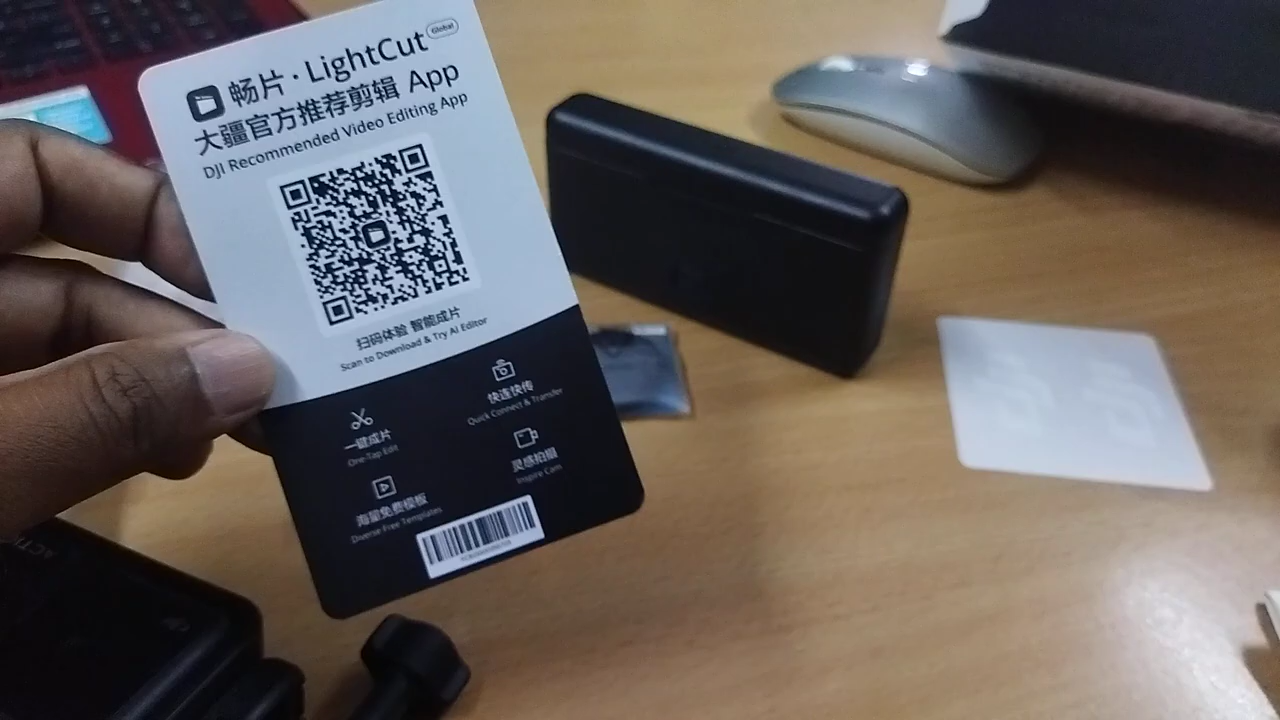 畅片 · LightCut Global
大疆官方推荐剪辑 App
DJI Recommended Video Editing App
扫码体验 智能成片
Scan to Download & Try AI Editor
一键成片
One-Tap Edit
快连快传
Quick Connect & Transfer
海量免费模板
Diverse Free Templates
灵感拍摄
Inspire Cam